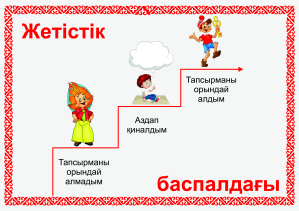 Жетістік
Тапсырманы
орындай
алдым
Аздап
қиналдым
Тапсырманы
орындай
алмадым
баспалдағы